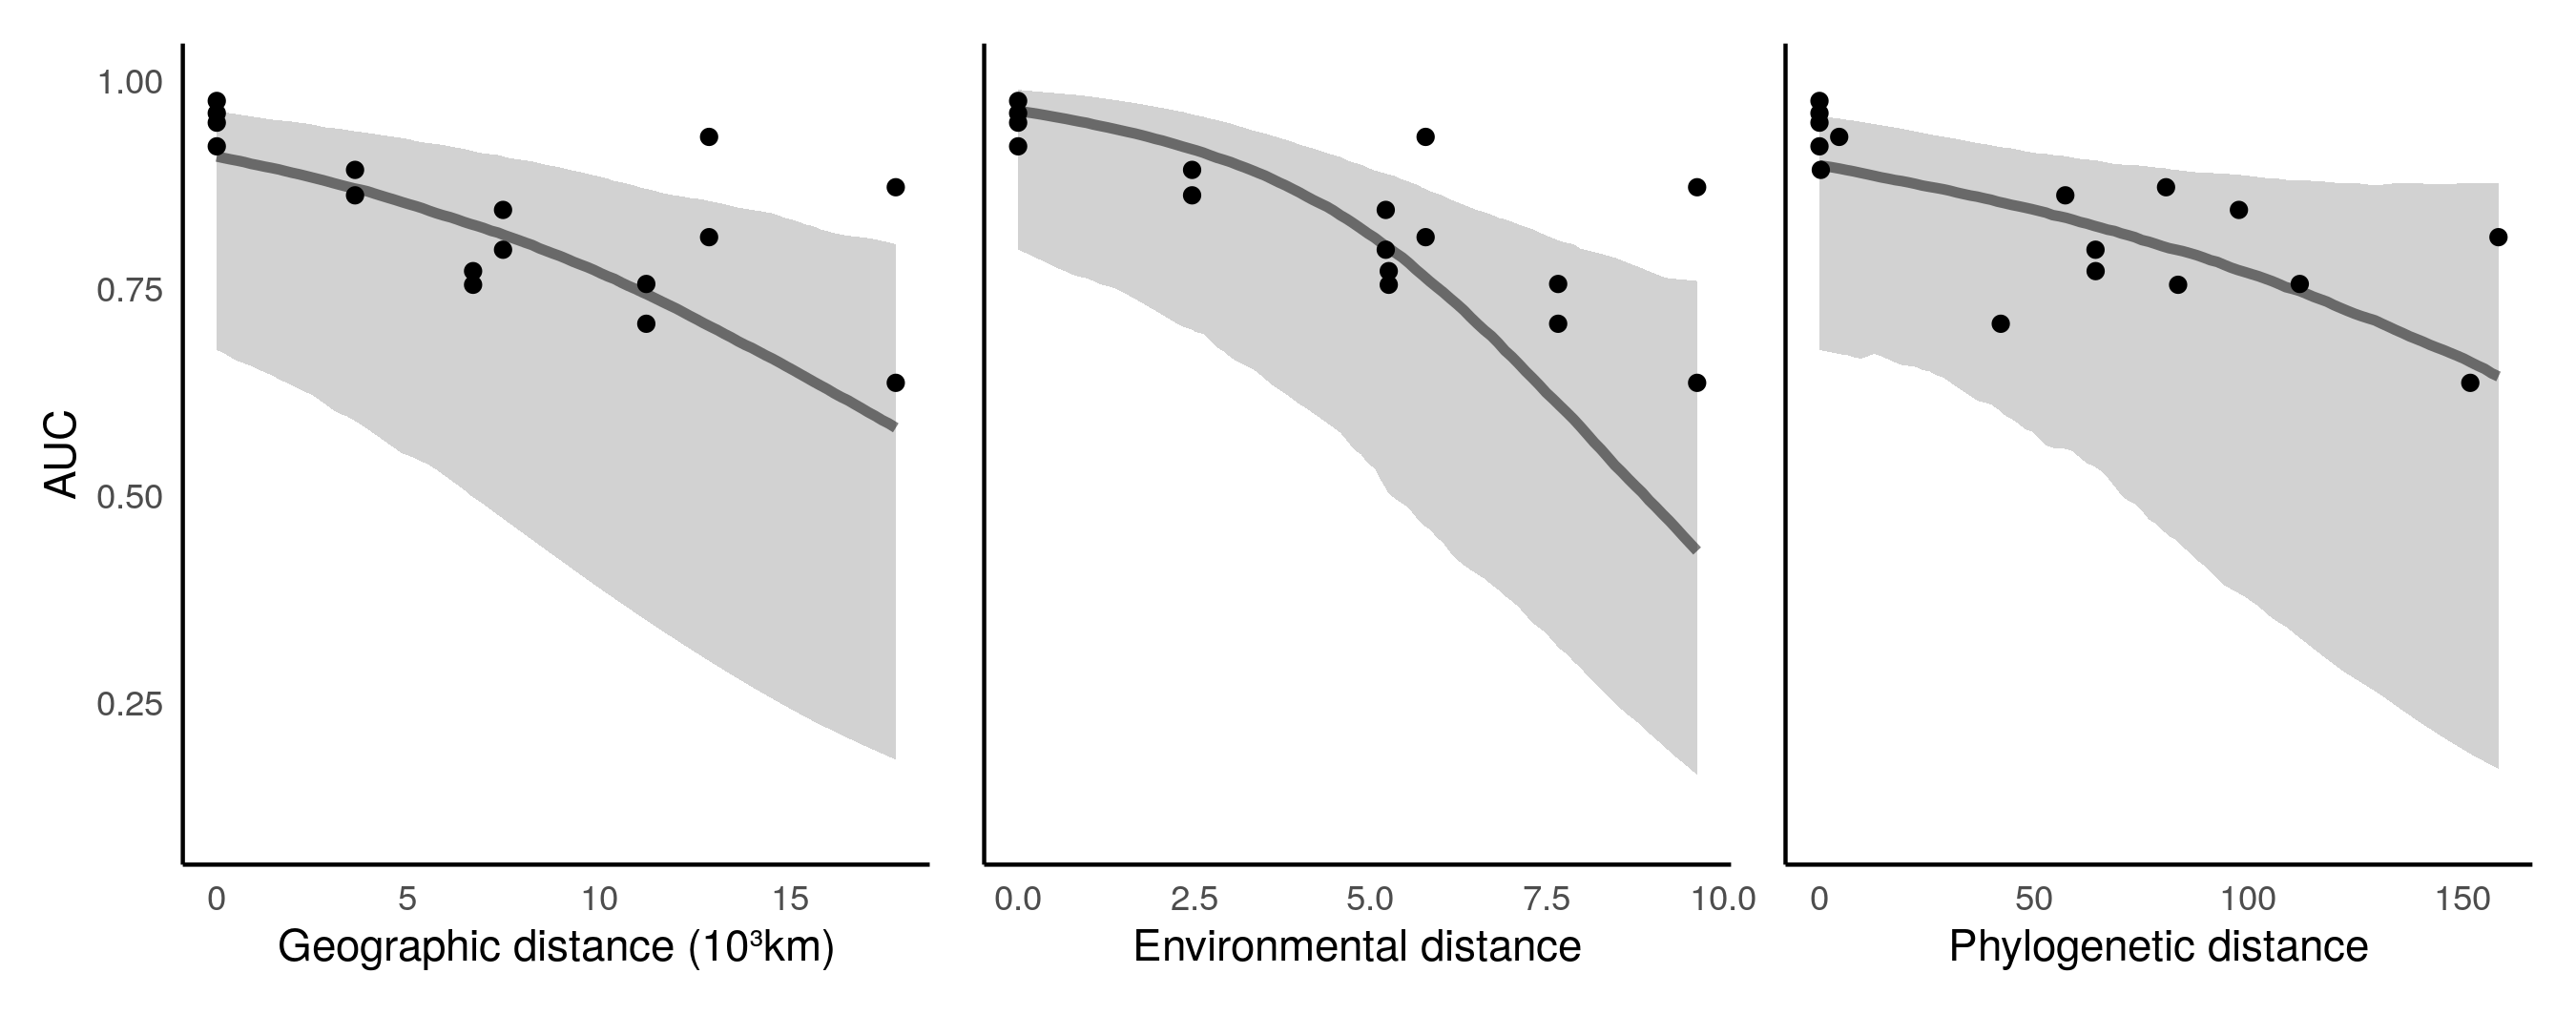 AUC
1.00
0.75
0.50
0.25
0 5 10 15
Geographic distance (10³km)
0.0 2.5 5.0 7.5 10.0
Environmental distance
0 50 100 150
Phylogenetic distance